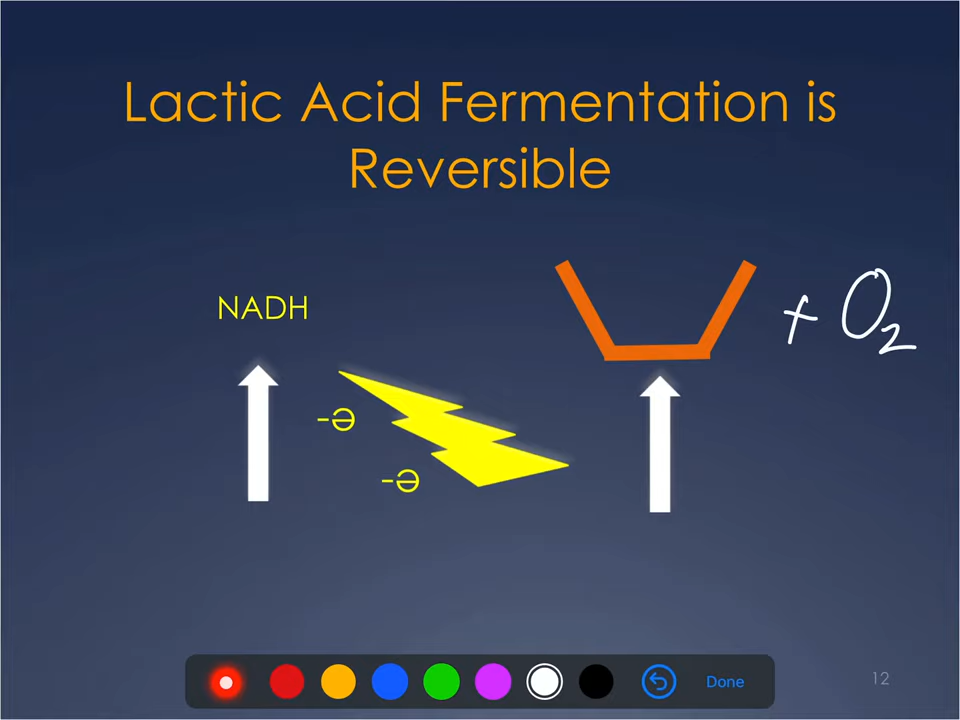 Lactic Acid Fermentation is
Reversible
NADH
+ O₂
-ə
-ə
Done
12